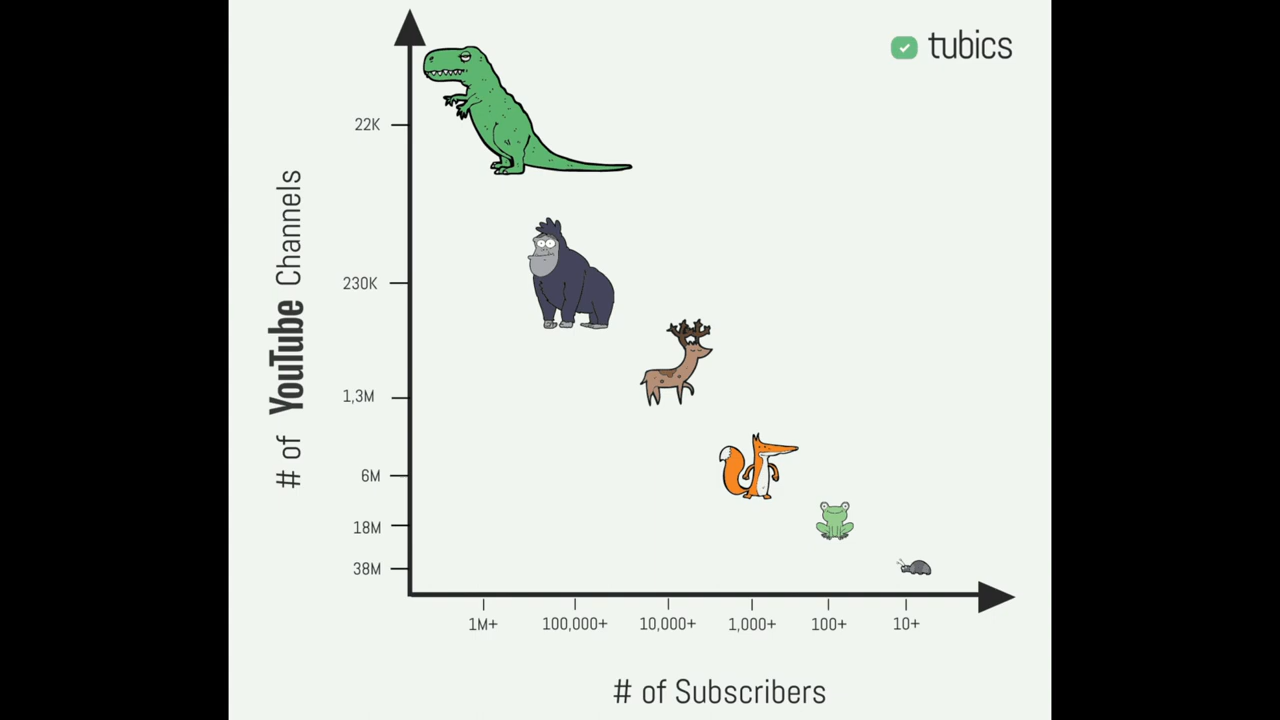 tubics
22K
230K
1,3M
6M
18M
38M
# of YouTube Channels
1M+
100,000+
10,000+
1,000+
100+
10+
# of Subscribers